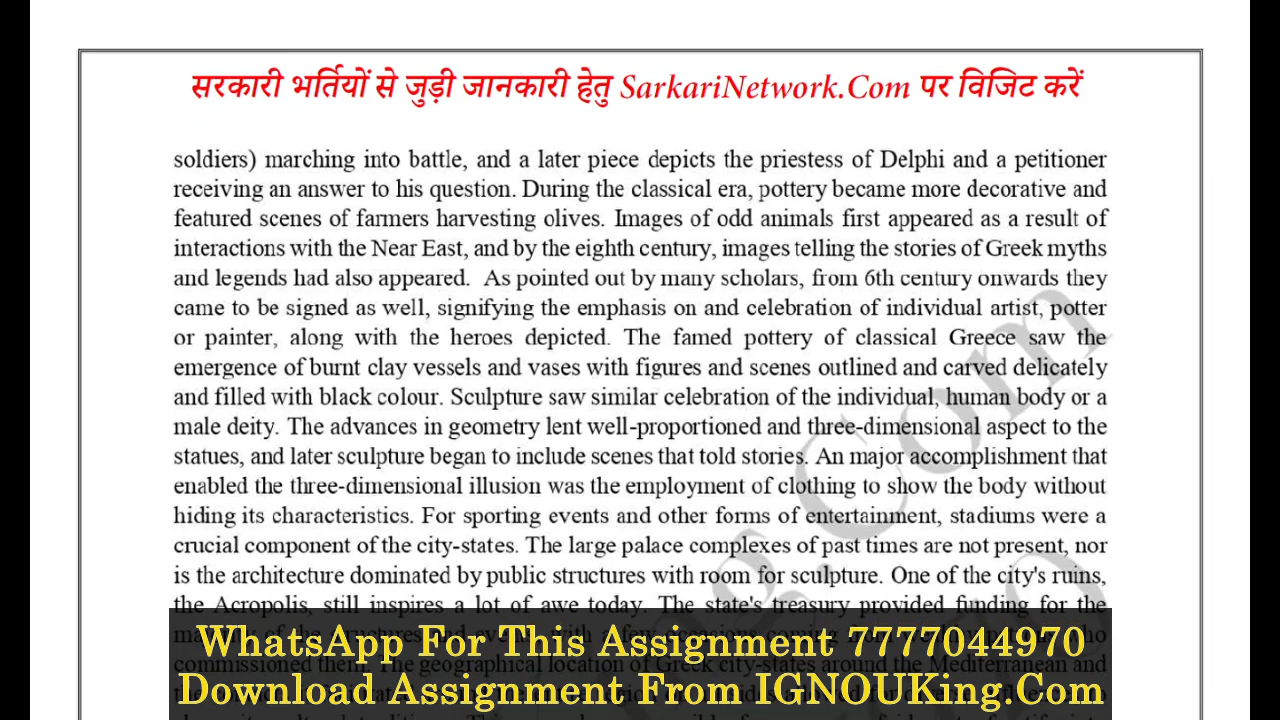 सरकारी भर्तियों से जुड़ी जानकारी हेतु SarkariNetwork.Com पर विजिट करें
soldiers) marching into battle, and a later piece depicts the priestess of Delphi and a petitioner
receiving an answer to his question. During the classical era, pottery became more decorative and
featured scenes of farmers harvesting olives. Images of odd animals first appeared as a result of
interactions with the Near East, and by the eighth century, images telling the stories of Greek myths
and legends had also appeared. As pointed out by many scholars, from 6th century onwards they
came to be signed as well, signifying the emphasis on and celebration of individual artist, potter
or painter, along with the heroes depicted. The famed pottery of classical Greece saw the
emergence of burnt clay vessels and vases with figures and scenes outlined and carved delicately
and filled with black colour. Sculpture saw similar celebration of the individual, human body or a
male deity. The advances in geometry lent well-proportioned and three-dimensional aspect to the
statues, and later sculpture began to include scenes that told stories. An major accomplishment that
enabled the three-dimensional illusion was the employment of clothing to show the body without
hiding its characteristics. For sporting events and other forms of entertainment, stadiums were a
crucial component of the city-states. The large palace complexes of past times are not present, nor
is the architecture dominated by public structures with room for sculpture. One of the city's ruins,
the Acropolis, still inspires a lot of awe today. The state's treasury provided funding for the
WhatsApp For This Assignment 7777044970
commissioned them. The geographical location of Greek city-states around the Mediterranean and
Download Assignment From IGNOUKing.Com